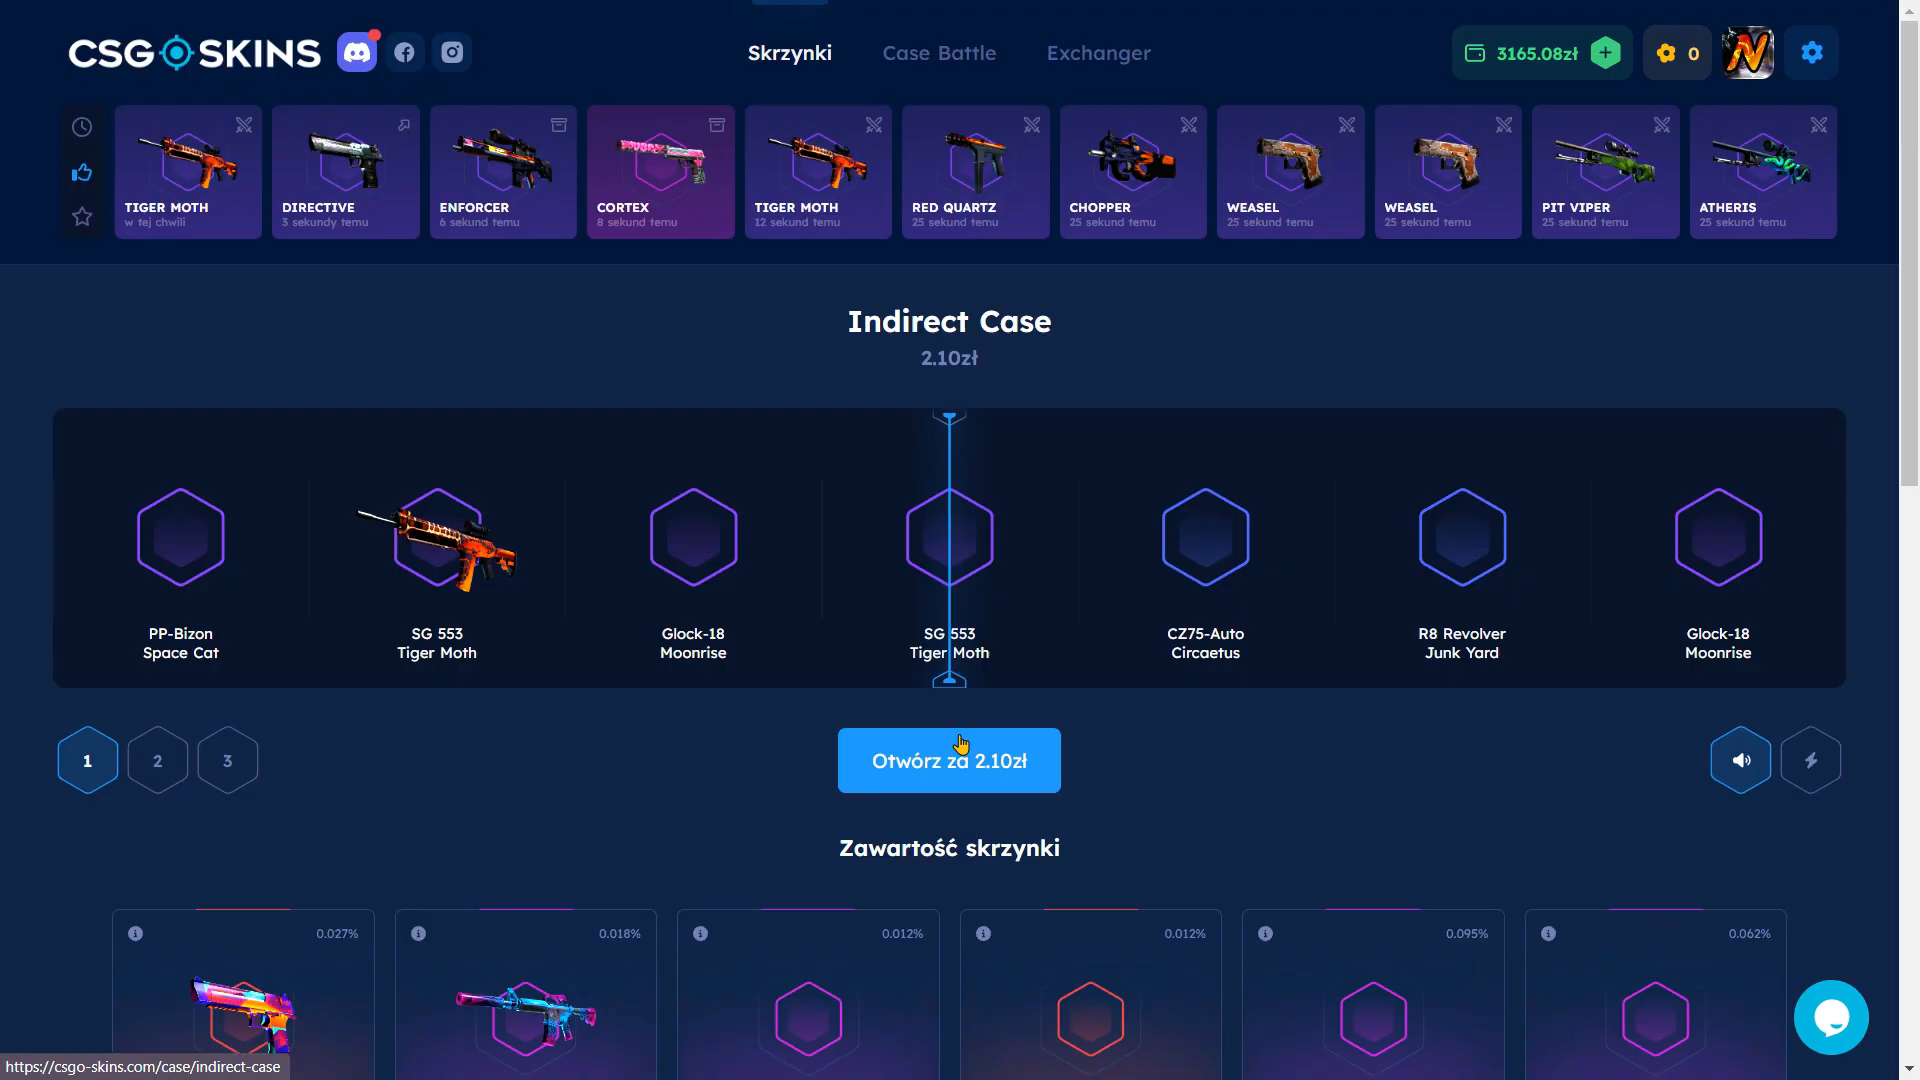 CSGOSKINS
Skrzynki
Case Battle
Exchanger
3165.08zł
0
TIGER MOTH
w tej chwili
DIRECTIVE
3 sekundy temu
ENFORCER
6 sekund temu
CORTEX
8 sekund temu
TIGER MOTH
12 sekund temu
RED QUARTZ
25 sekund temu
CHOPPER
25 sekund temu
WEASEL
25 sekund temu
WEASEL
25 sekund temu
PIT VIPER
25 sekund temu
ATHERIS
25 sekund temu
Indirect Case
2.10zł
PP-Bizon
Space Cat
SG 553
Tiger Moth
Glock-18
Moonrise
SG 553
Tiger Moth
CZ75-Auto
Circaetus
R8 Revolver
Junk Yard
Glock-18
Moonrise
1
2
3
Otwórz za 2.10zł
Zawartość skrzynki
0.027%
0.018%
0.012%
0.012%
0.095%
0.062%
https://csgo-skins.com/case/indirect-case